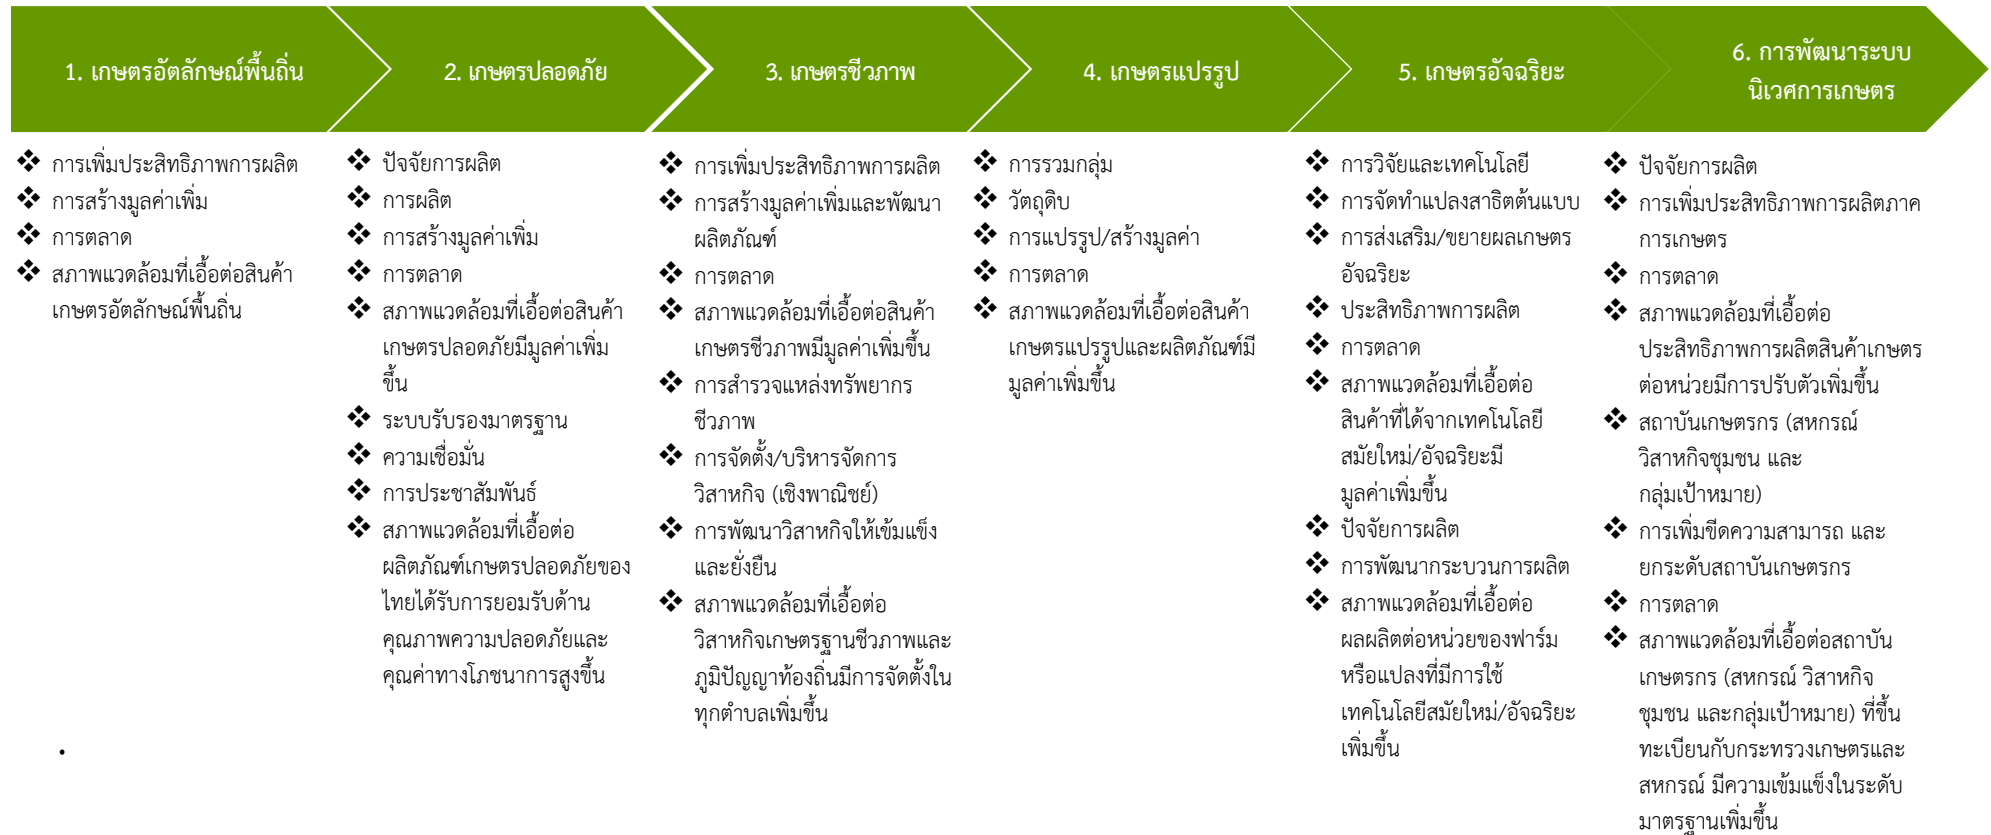 1. เกษตรอัตลักษณ์พื้นถิ่น
❖ การเพิ่มประสิทธิภาพการผลิต
❖ การสร้างมูลค่าเพิ่ม
❖ การตลาด
❖ สภาพแวดล้อมที่เอื้อต่อสินค้า
เกษตรอัตลักษณ์พื้นถิ่น
2. เกษตรปลอดภัย
❖ ปัจจัยการผลิต
❖ การผลิต
❖ การสร้างมูลค่าเพิ่ม
❖ การตลาด
❖ สภาพแวดล้อมที่เอื้อต่อสินค้า
เกษตรปลอดภัยมีมูลค่าเพิ่ม
ขึ้น
❖ ระบบรับรองมาตรฐาน
❖ ความเชื่อมั่น
❖ การประชาสัมพันธ์
❖ สภาพแวดล้อมที่เอื้อต่อ
ผลิตภัณฑ์เกษตรปลอดภัยของ
ไทยได้รับการยอมรับด้าน
คุณภาพความปลอดภัยและ
คุณค่าทางโภชนาการสูงขึ้น
3. เกษตรชีวภาพ
❖ การเพิ่มประสิทธิภาพการผลิต
❖ การสร้างมูลค่าเพิ่มและพัฒนา
ผลิตภัณฑ์
❖ การตลาด
❖ สภาพแวดล้อมที่เอื้อต่อสินค้า
เกษตรชีวภาพมีมูลค่าเพิ่มขึ้น
❖ การสำรวจแหล่งทรัพยากร
ชีวภาพ
❖ การจัดตั้ง/บริหารจัดการ
วิสาหกิจ (เชิงพาณิชย์)
❖ การพัฒนาวิสาหกิจให้เข้มแข็ง
และยั่งยืน
❖ สภาพแวดล้อมที่เอื้อต่อ
วิสาหกิจเกษตรฐานชีวภาพและ
ภูมิปัญญาท้องถิ่นมีการจัดตั้งใน
ทุกตำบลเพิ่มขึ้น
4. เกษตรแปรรูป
❖ การรวมกลุ่ม
❖ วัตถุดิบ
❖ การแปรรูป/สร้างมูลค่า
❖ การตลาด
❖ สภาพแวดล้อมที่เอื้อต่อสินค้า
เกษตรแปรรูปและผลิตภัณฑ์มี
มูลค่าเพิ่มขึ้น
5. เกษตรอัจฉริยะ
❖ การวิจัยและเทคโนโลยี
❖ การจัดทำแปลงสาธิตต้นแบบ
❖ การส่งเสริม/ขยายผลเกษตร
อัจฉริยะ
❖ ประสิทธิภาพการผลิต
❖ การตลาด
❖ สภาพแวดล้อมที่เอื้อต่อ
สินค้าที่ได้จากเทคโนโลยี
สมัยใหม่/อัจฉริยะมี
มูลค่าเพิ่มขึ้น
❖ ปัจจัยการผลิต
❖ การพัฒนากระบวนการผลิต
❖ สภาพแวดล้อมที่เอื้อต่อ
ผลผลิตต่อหน่วยของฟาร์ม
หรือแปลงที่มีการใช้
เทคโนโลยีสมัยใหม่/อัจฉริยะ
เพิ่มขึ้น
6. การพัฒนาระบบ
นิเวศการเกษตร
❖ ปัจจัยการผลิต
❖ การเพิ่มประสิทธิภาพการผลิตภาค
การเกษตร
❖ การตลาด
❖ สภาพแวดล้อมที่เอื้อต่อ
ประสิทธิภาพการผลิตสินค้าเกษตร
ต่อหน่วยมีการปรับตัวเพิ่มขึ้น
❖ สถาบันเกษตรกร (สหกรณ์
วิสาหกิจชุมชน และ
กลุ่มเป้าหมาย)
❖ การเพิ่มขีดความสามารถ และ
ยกระดับสถาบันเกษตรกร
❖ การตลาด
❖ สภาพแวดล้อมที่เอื้อต่อสถาบัน
เกษตรกร (สหกรณ์ วิสาหกิจ
ชุมชน และกลุ่มเป้าหมาย) ที่ขึ้น
ทะเบียนกับกระทรวงเกษตรและ
สหกรณ์ มีความเข้มแข็งในระดับ
มาตรฐานเพิ่มขึ้น